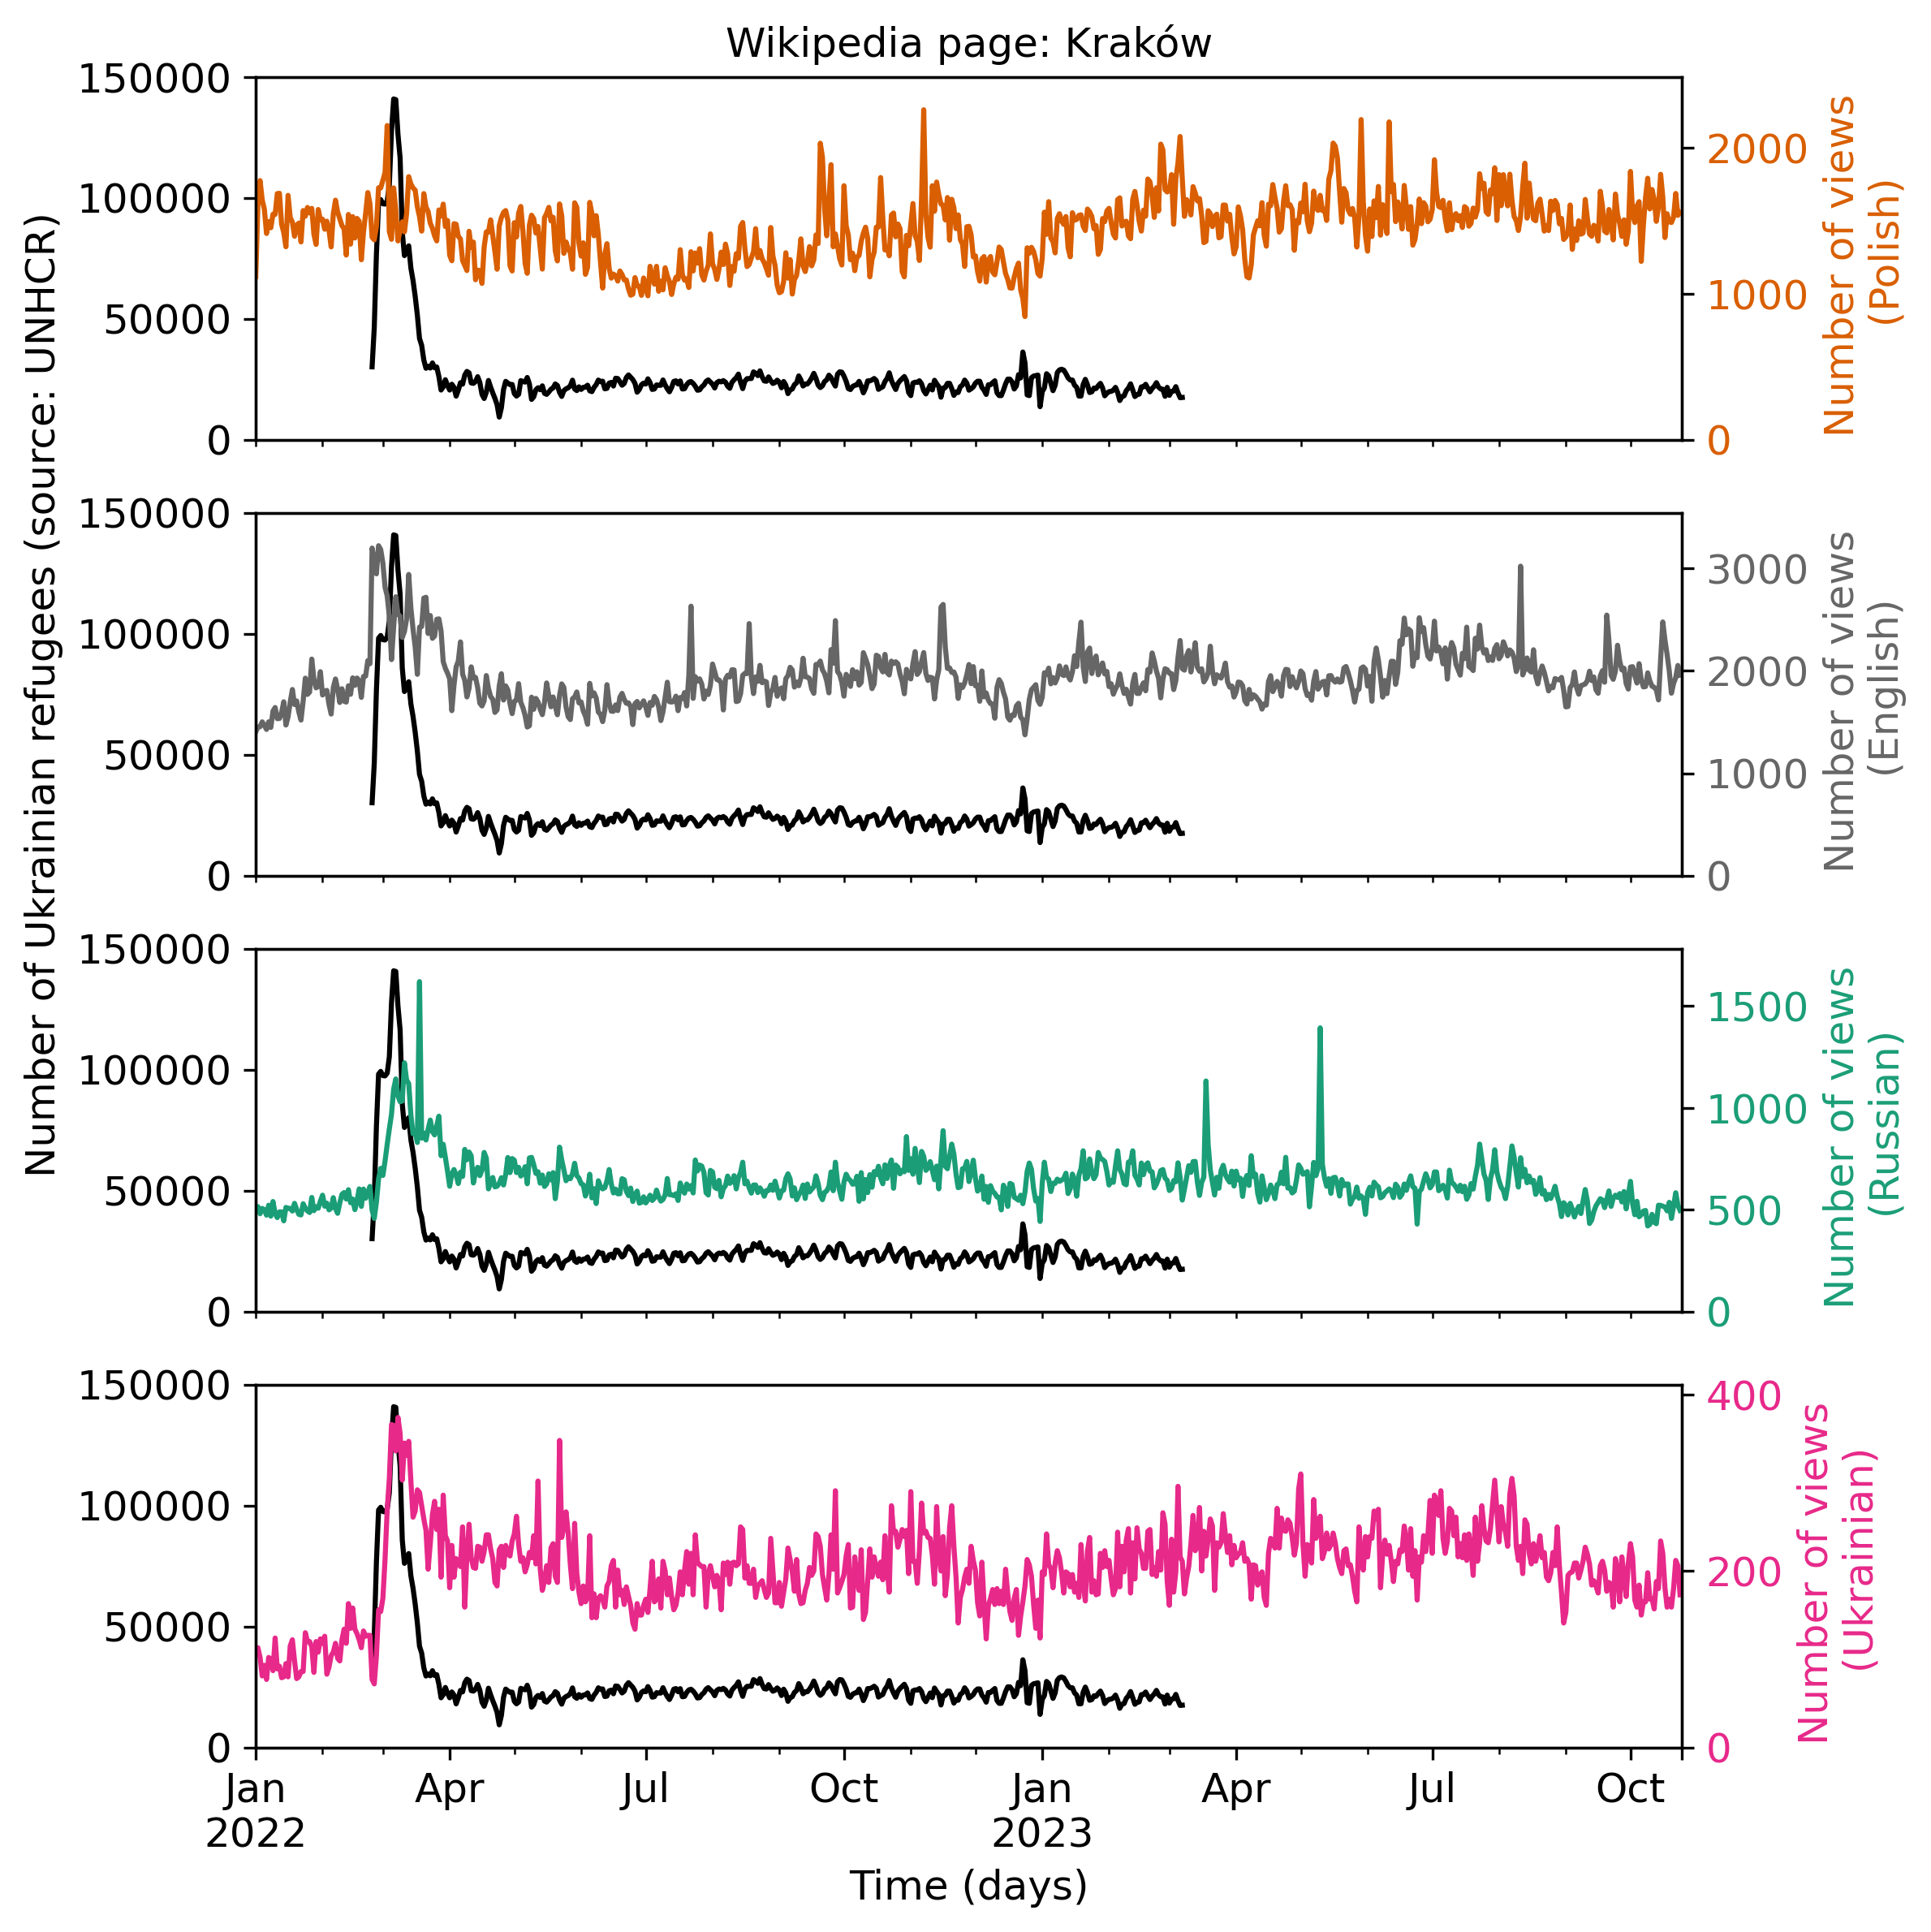 Wikipedia page: Kraków
Number of Ukrainian refugees (source: UNHCR)
150000
100000
50000
0
2000
1000
0
Number of views
(Polish)
150000
100000
50000
0
3000
2000
1000
0
Number of views
(English)
150000
100000
50000
0
1500
1000
500
0
Number of views
(Russian)
150000
100000
50000
0
400
200
0
Number of views
(Ukrainian)
Jan Apr Jul Oct Jan Apr Jul Oct
2022 2023
Time (days)